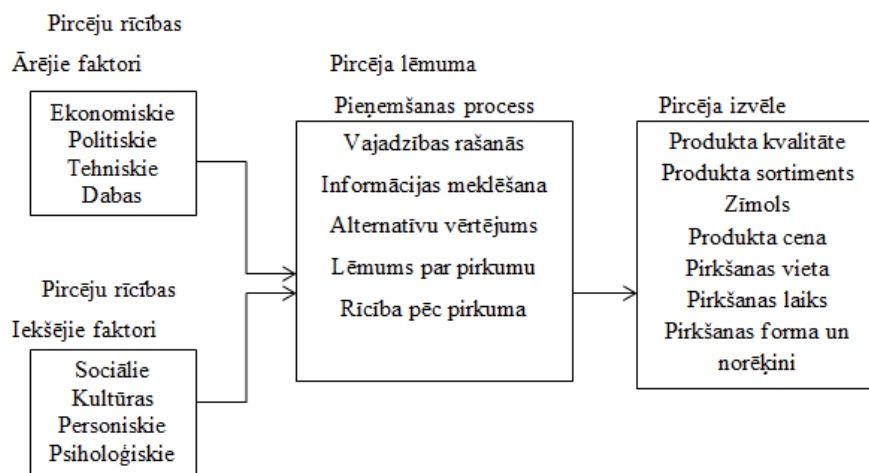 Pircēju rīcības
Ārējie faktori
Ekonomiskie
Politiskie
Tehniskie
Dabas
Pircēju rīcības
Iekšējie faktori
Sociālie
Kultūras
Personiskie
Psiholoģiskie
Pircēja lēmuma
Pieņemšanas process
Vajadzības rašanās
Informācijas meklēšana
Alternatīvu vērtējums
Lēmums par pirkumu
Rīcība pēc pirkuma
Pircēja izvēle
Produkta kvalitāte
Produkta sortiments
Zīmols
Produkta cena
Pirkšanas vieta
Pirkšanas laiks
Pirkšanas forma un
norēķini